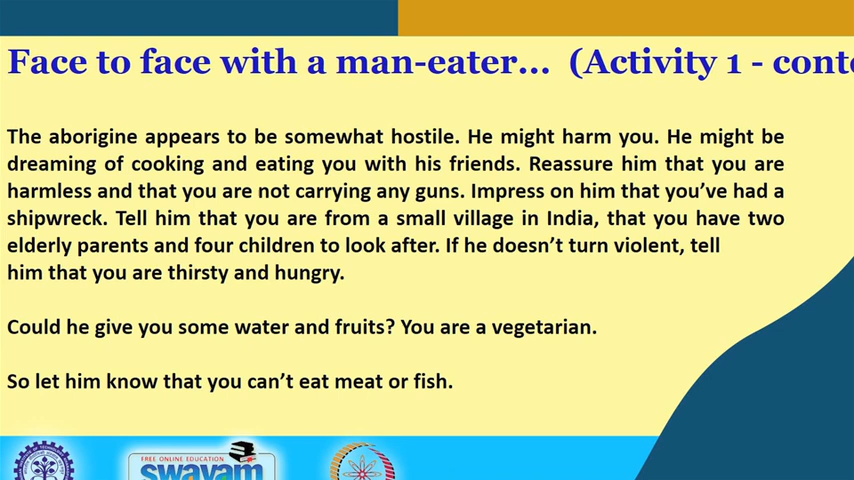 Face to face with a man-eater... (Activity 1 - conte
The aborigine appears to be somewhat hostile. He might harm you. He might be
dreaming of cooking and eating you with his friends. Reassure him that you are
harmless and that you are not carrying any guns. Impress on him that you've had a
shipwreck. Tell him that you are from a small village in India, that you have two
elderly parents and four children to look after. If he doesn't turn violent, tell
him that you are thirsty and hungry.
Could he give you some water and fruits? You are a vegetarian.
So let him know that you can't eat meat or fish.
FREE ONLINE EDUCATION
swayam